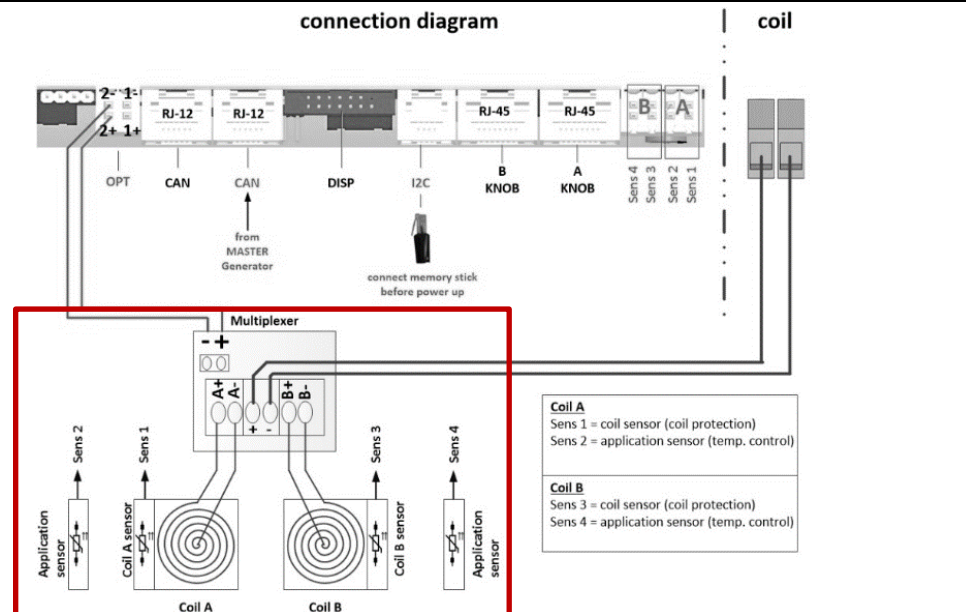 connection diagram
coil
2- 1-
2+ 1+
RJ-12
RJ-12
RJ-45
RJ-45
B
A
OPT
CAN
CAN
DISP
I2C
B
KNOB
A
KNOB
Sens 4
Sens 3
Sens 2
Sens 1
from
MASTER
Generator
connect memory stick
before power up
Multiplexer
- +
A+
A-
B+
B-
+
-
Sens 2
Sens 1
Sens 3
Sens 4
Application
sensor
Coil A sensor
Coil B sensor
Application
sensor
Coil A
Coil B
Coil A
Sens 1 = coil sensor (coil protection)
Sens 2 = application sensor (temp. control)
Coil B
Sens 3 = coil sensor (coil protection)
Sens 4 = application sensor (temp. control)